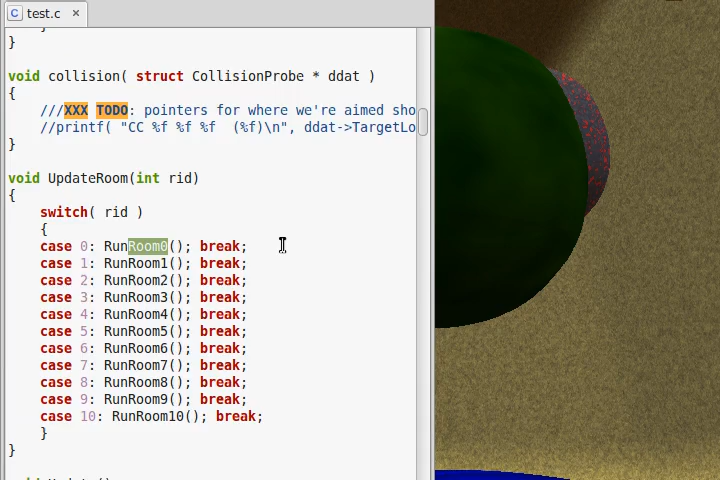 C test.c ×
}
void collision( struct CollisionProbe * ddat )
{
///XXX TODO: pointers for where we're aimed sho
//printf( "CC %f %f %f (%f)\n", ddat->TargetLo
}
void UpdateRoom(int rid)
{
switch( rid )
{
case 0: RunRoom0(); break;
case 1: RunRoom1(); break;
case 2: RunRoom2(); break;
case 3: RunRoom3(); break;
case 4: RunRoom4(); break;
case 5: RunRoom5(); break;
case 6: RunRoom6(); break;
case 7: RunRoom7(); break;
case 8: RunRoom8(); break;
case 9: RunRoom9(); break;
case 10: RunRoom10(); break;
}
}